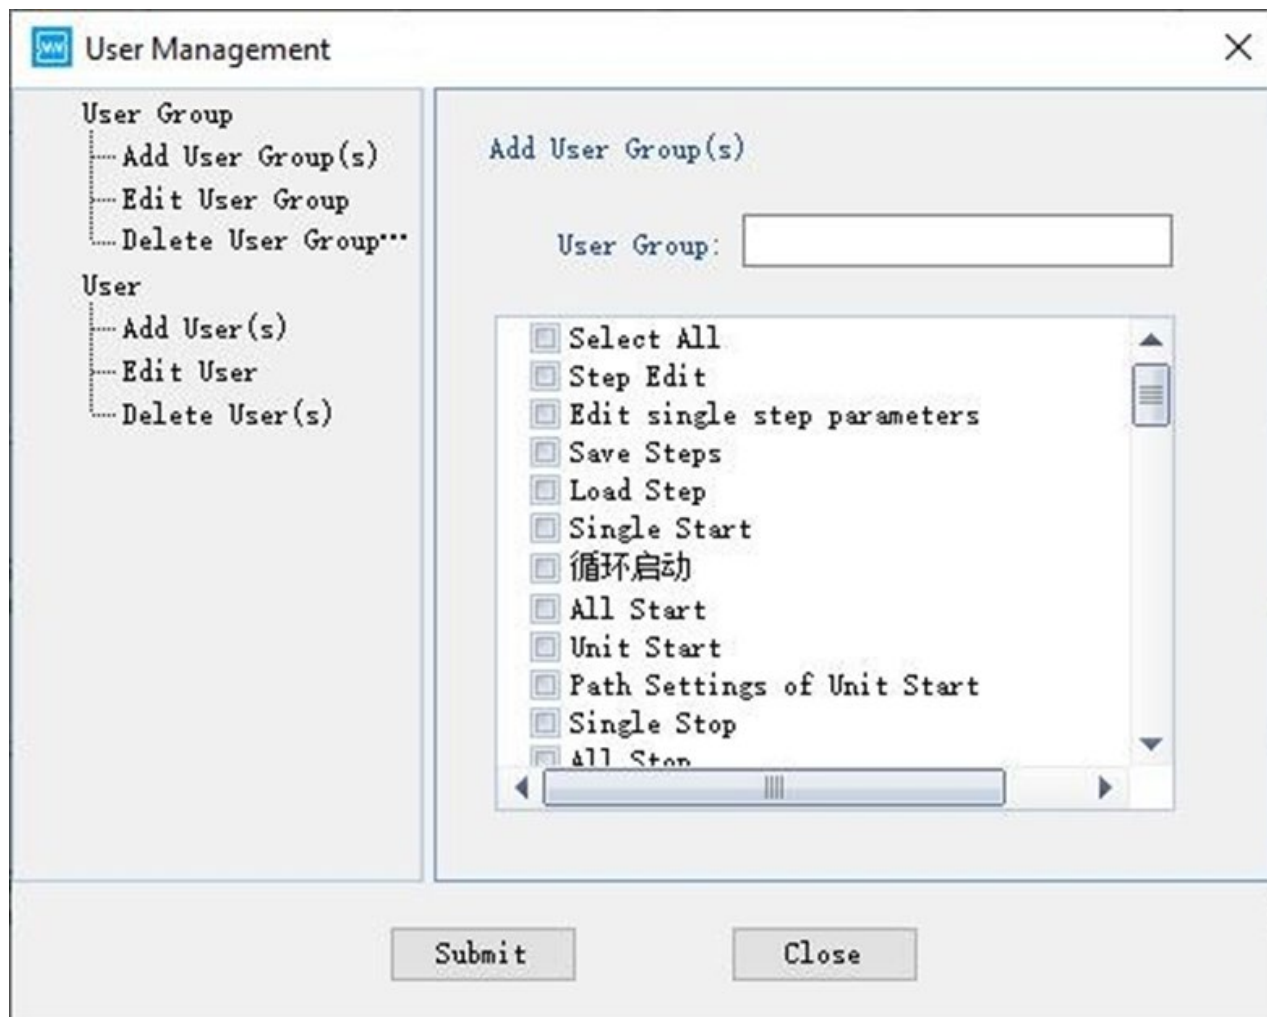 User Management
User Group
Add User Group(s)
Edit User Group
Delete User Group…
User
Add User(s)
Edit User
Delete User(s)
Add User Group(s)
User Group:
Select All
Step Edit
Edit single step parameters
Save Steps
Load Step
Single Start
循环启动
All Start
Unit Start
Path Settings of Unit Start
Single Stop
All Stop
Submit
Close